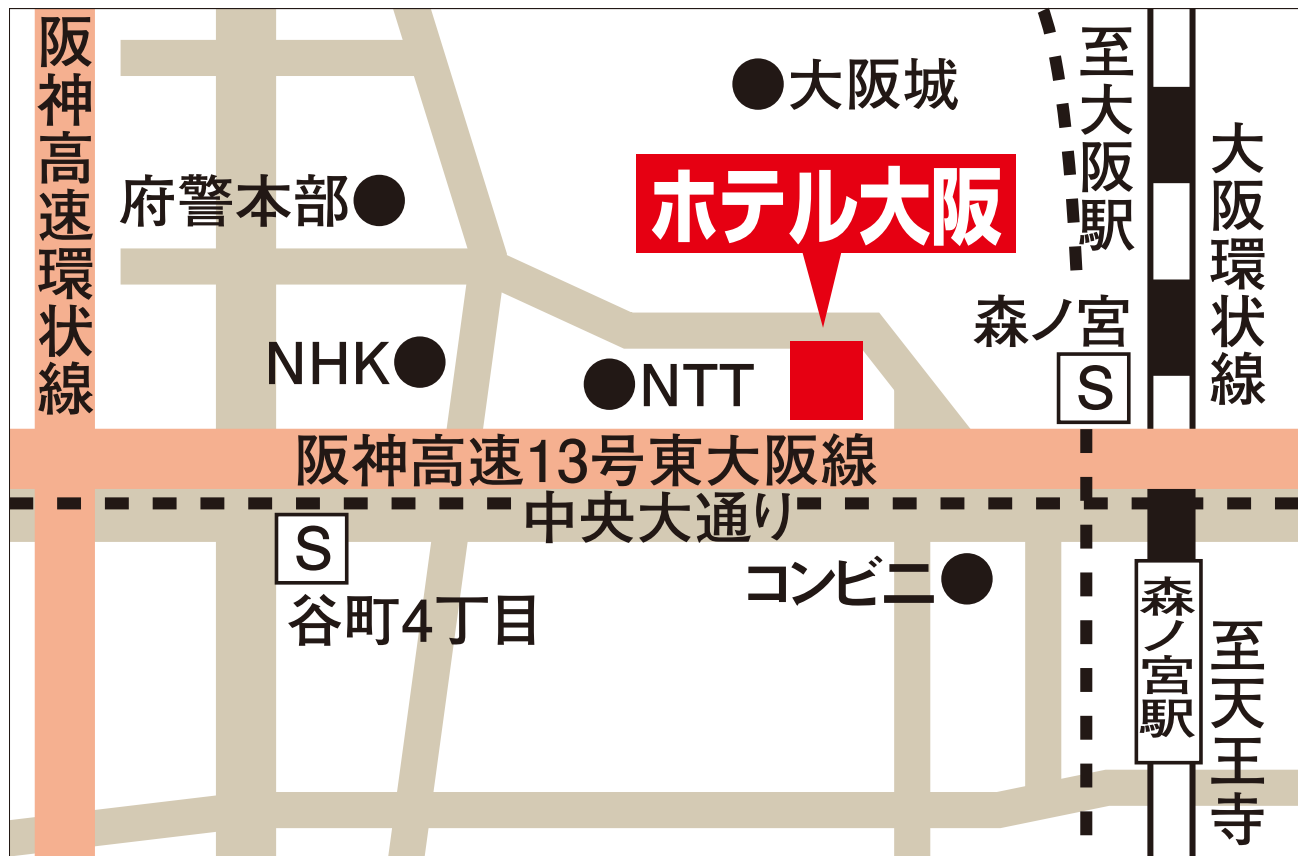 阪神高速環状線
大阪城
至大阪駅
大阪環状線
府警本部
ホテル大阪
森ノ宮
S
NHK
NTT
阪神高速13号東大阪線
中央大通り
S
谷町4丁目
コンビニ
森ノ宮駅
至天王寺